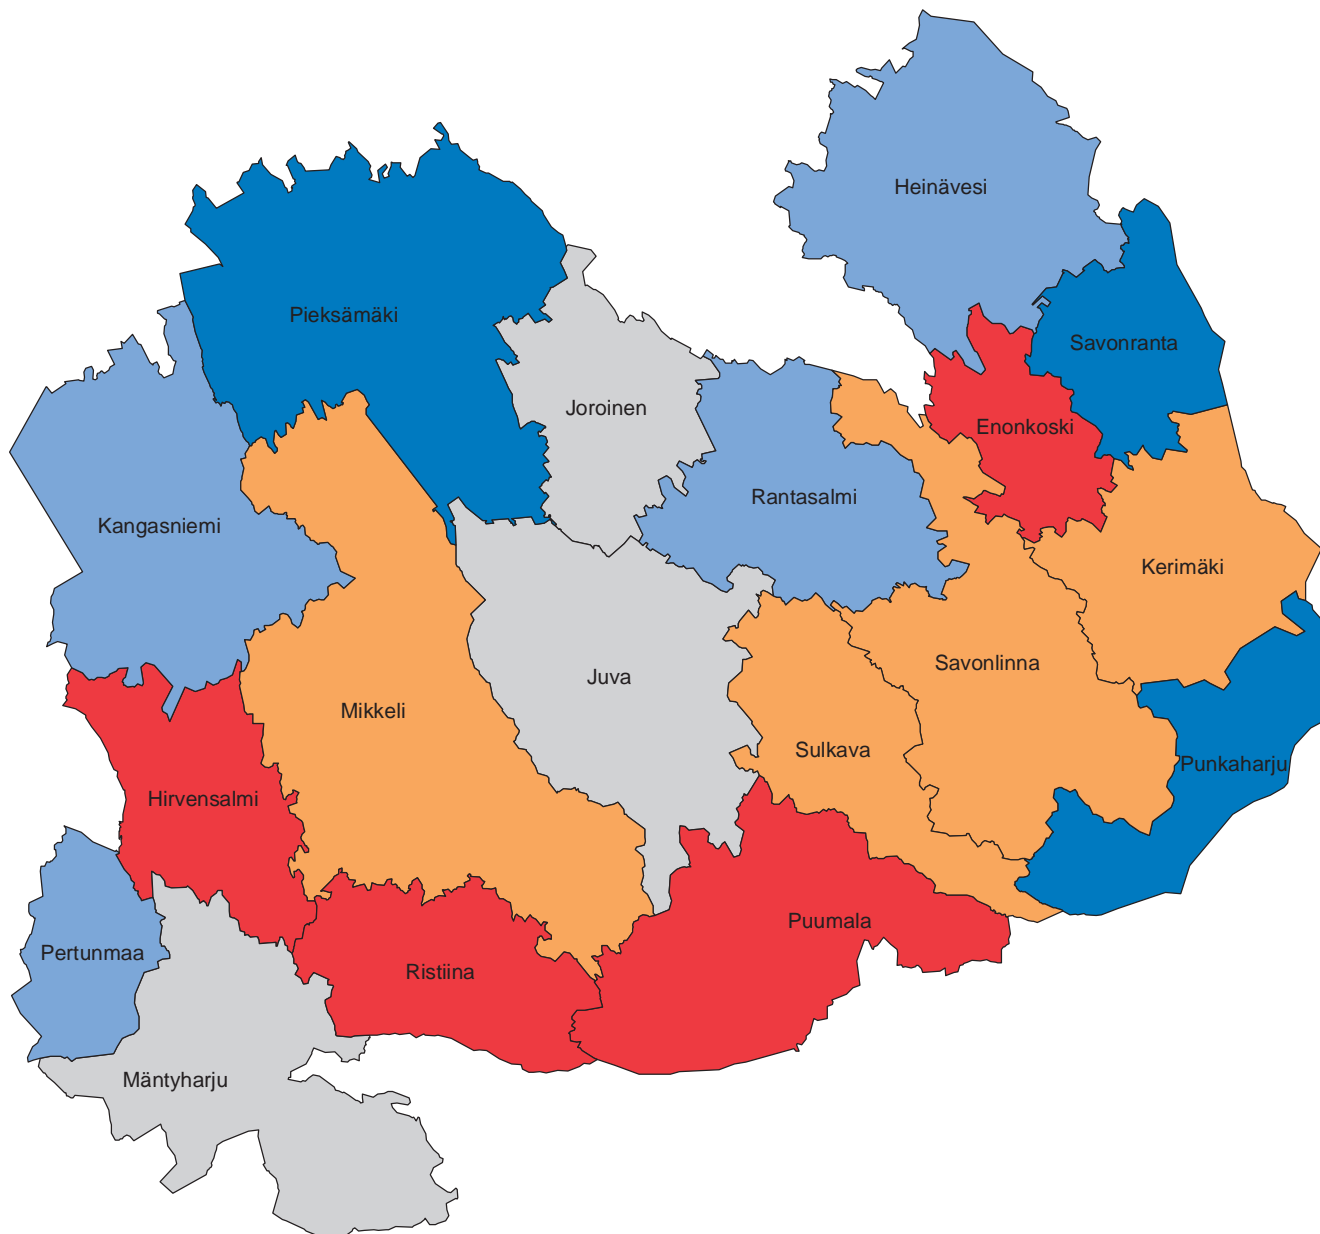 Heinävesi
Pieksämäki
Savonranta
Joroinen
Enonkoski
Rantasalmi
Kangasniemi
Kerimäki
Savonlinna
Juva
Mikkeli
Sulkava
Punkaharju
Hirvensalmi
Puumala
Pertunmaa
Ristiina
Mäntyharju